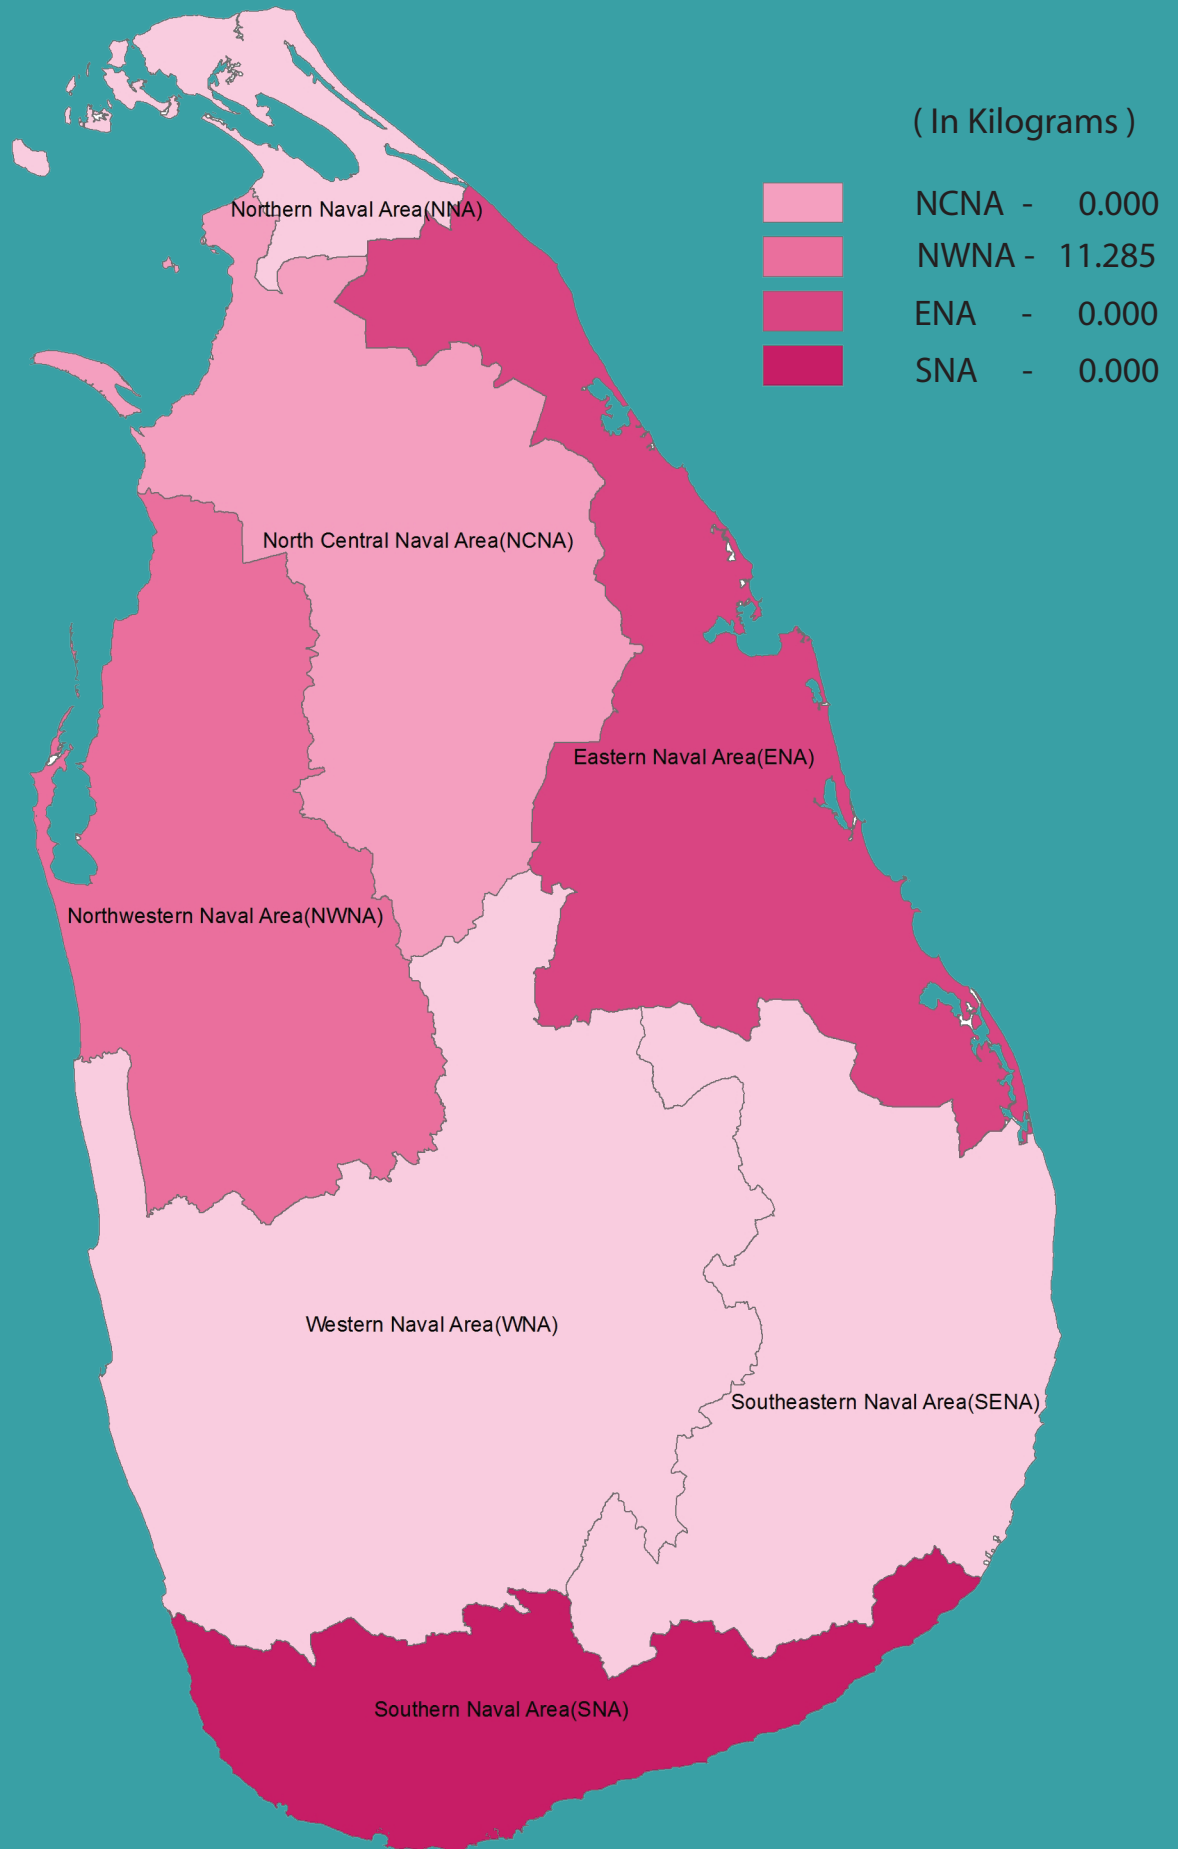 ( In Kilograms )
NCNA - 0.000
NWNA - 11.285
ENA - 0.000
SNA - 0.000
Northern Naval Area(NNA)
North Central Naval Area(NCNA)
Eastern Naval Area(ENA)
Northwestern Naval Area(NWNA)
Western Naval Area(WNA)
Southeastern Naval Area(SENA)
Southern Naval Area(SNA)